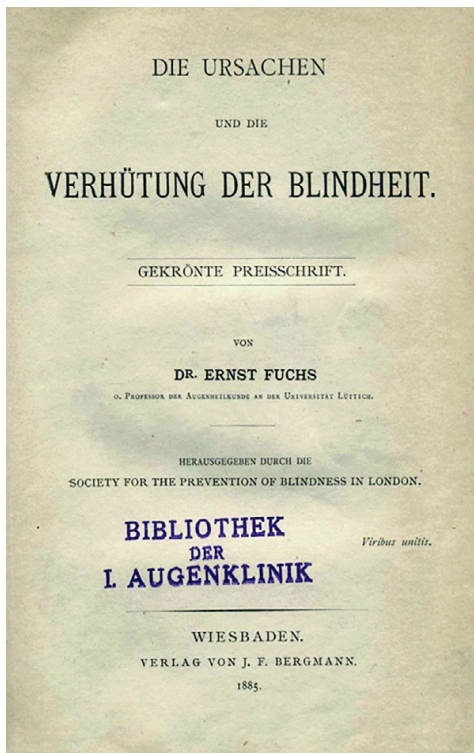 DIE URSACHEN
UND DIE
VERHÜTUNG DER BLINDHEIT.
GEKRÖNTE PREISSCHRIFT.
VON
DR. ERNST FUCHS
O. PROFESSOR DER AUGENHEILKUNDE AN DER UNIVERSITÄT LÜTTICH.
HERAUSGEGEBEN DURCH DIE
SOCIETY FOR THE PREVENTION OF BLINDNESS IN LONDON.
Viribus unitis.
BIBLIOTHEK
DER
I. AUGENKLINIK
WIESBADEN.
VERLAG VON J. F. BERGMANN.
1885.